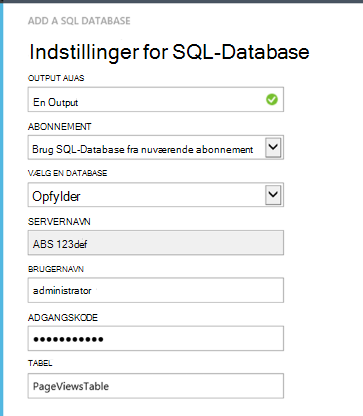 ADD A SQL DATABASE
Indstillinger for SQL-Database
OUTPUT ALIAS
En Output
ABONNEMENT
Brug SQL-Database fra nuværende abonnement
VÆLG EN DATABASE
Opfylder
SERVERNAVN
ABS 123def
BRUGERNAVN
administrator
ADGANGSKODE
●●●●●●●●●●●
TABEL
PageViewsTable